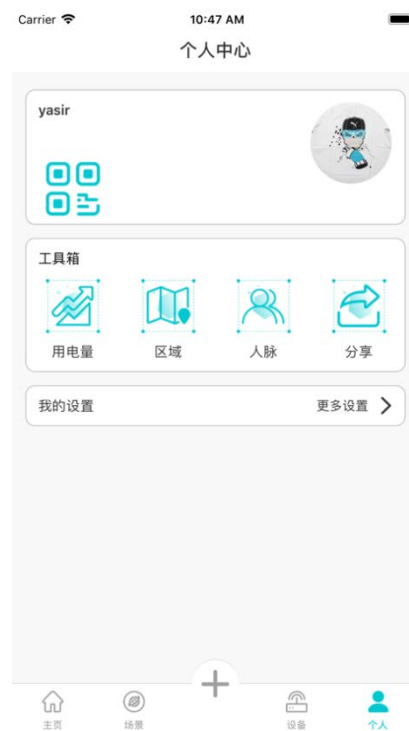 Carrier 10:47 AM
个人中心
yasir
工具箱
用电量 区域 人脉 分享
我的设置 更多设置
主页 场景 设备 个人